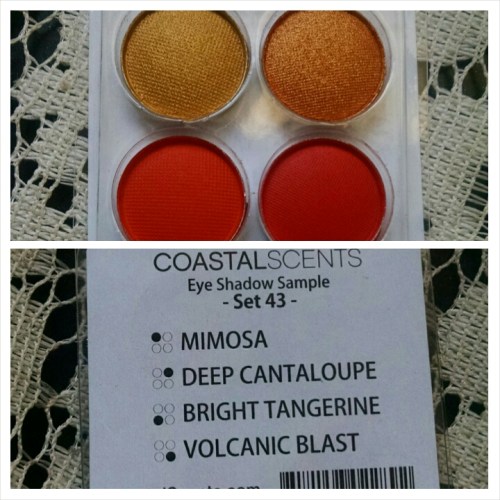 COASTALSCENTS
Eye Shadow Sample
- Set 43 -
MIMOSA
DEEP CANTALOUPE
BRIGHT TANGERINE
VOLCANIC BLAST